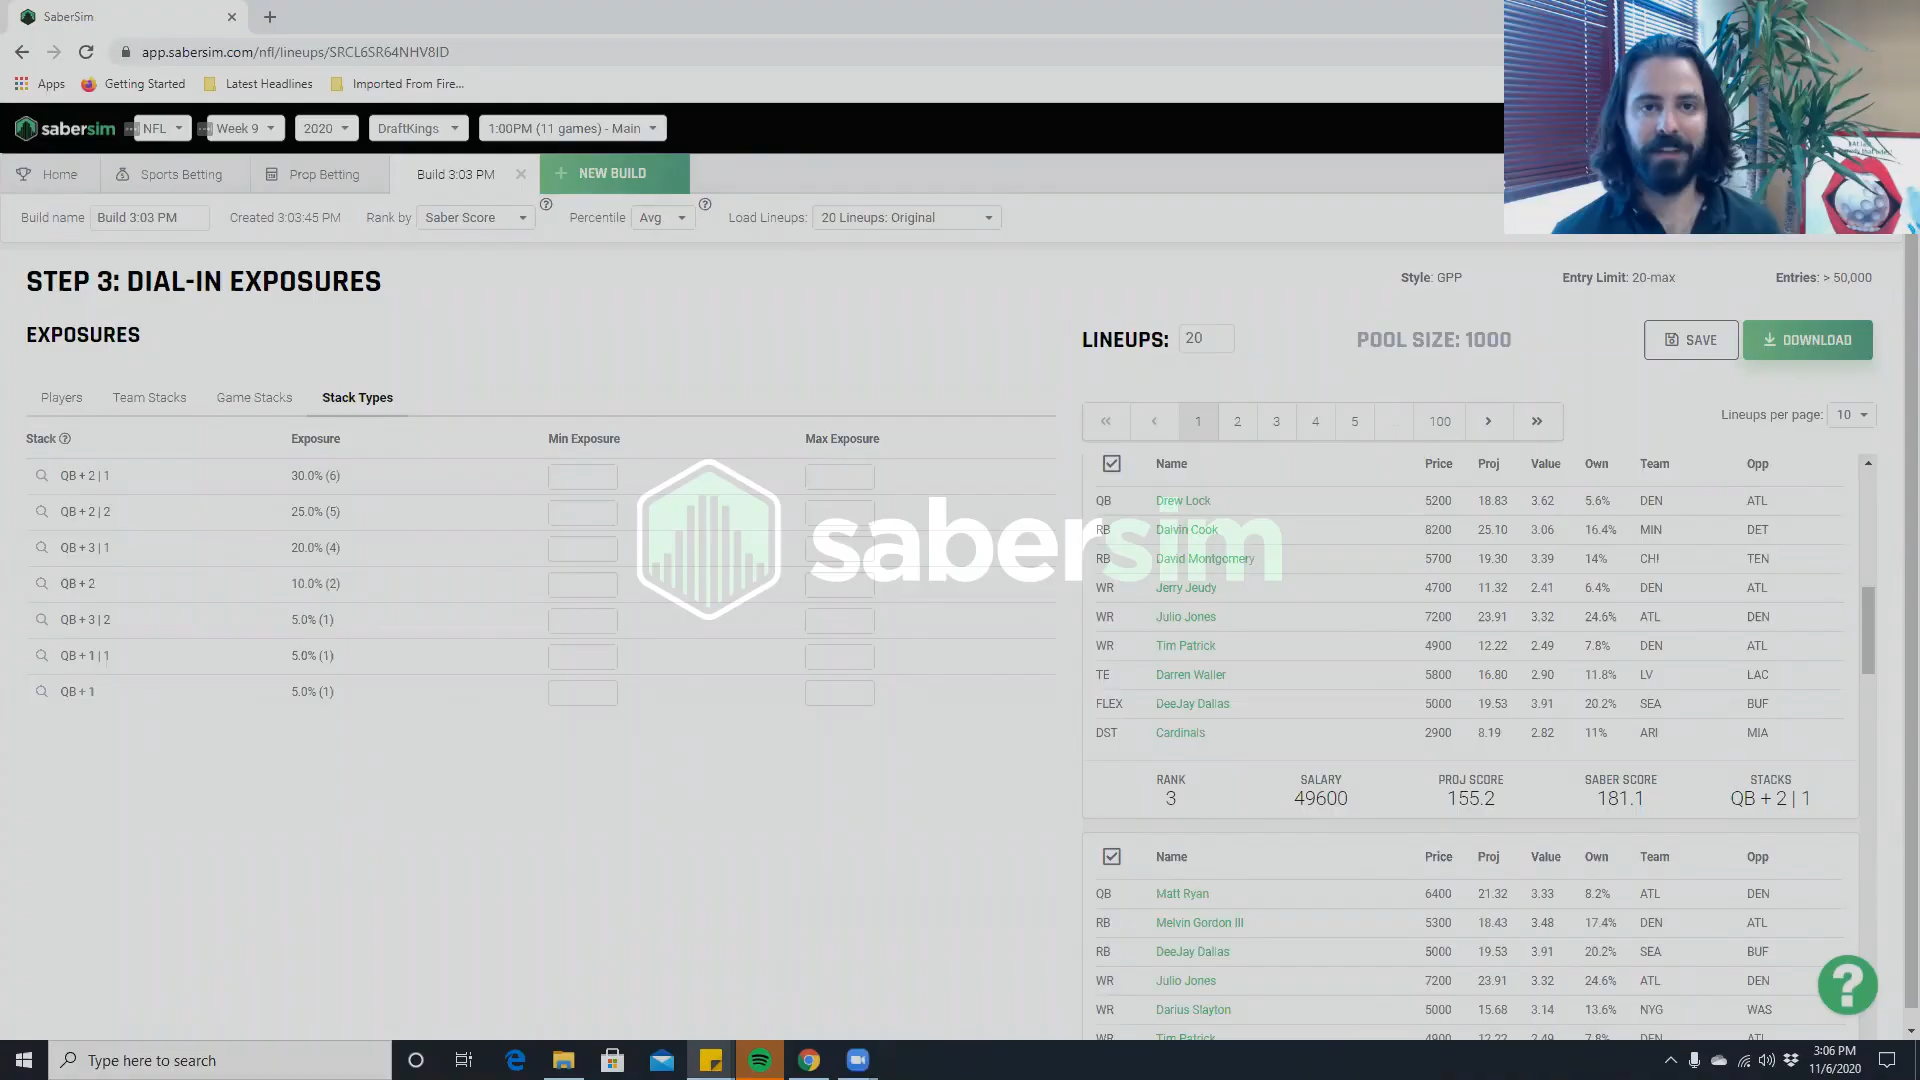 SaberSim
app.sabersim.com/nfl/lineups/SRCL6SR64NHV8ID
Apps Getting Started Latest Headlines Imported From Fire...
sabersim NFL Week 9 2020 DraftKings 1:00PM (11 games) - Main
Home Sports Betting Prop Betting Build 3:03 PM NEW BUILD
Build name Build 3:03 PM Created 3:03:45 PM Rank by Saber Score Percentile Avg Load Lineups: 20 Lineups: Original
STEP 3: DIAL-IN EXPOSURES
Style: GPP Entry Limit: 20-max Entries: > 50,000
EXPOSURES
LINEUPS: 20 POOL SIZE: 1000 SAVE DOWNLOAD
Players Team Stacks Game Stacks Stack Types
Stack Exposure Min Exposure Max Exposure
QB + 2 | 1 30.0% (6)
QB + 2 | 2 25.0% (5)
QB + 3 | 1 20.0% (4)
QB + 2 10.0% (2)
QB + 3 | 2 5.0% (1)
QB + 1 | 1 5.0% (1)
QB + 1 5.0% (1)
sabersim
« ‹ 1 2 3 4 5 ... 100 › »
Lineups per page: 10
Name Price Proj Value Own Team Opp
QB Drew Lock 5200 18.83 3.62 5.6% DEN ATL
RB Dalvin Cook 8200 25.10 3.06 16.4% MIN DET
RB David Montgomery 5700 19.30 3.39 14% CHI TEN
WR Jerry Jeudy 4700 11.32 2.41 6.4% DEN ATL
WR Julio Jones 7200 23.91 3.32 24.6% ATL DEN
WR Tim Patrick 4900 12.22 2.49 7.8% DEN ATL
TE Darren Waller 5800 16.80 2.90 11.8% LV LAC
FLEX DeeJay Dallas 5000 19.53 3.91 20.2% SEA BUF
DST Cardinals 2900 8.19 2.82 11% ARI MIA
RANK SALARY PROJ SCORE SABER SCORE STACKS
3 49600 155.2 181.1 QB + 2 | 1
Name Price Proj Value Own Team Opp
QB Matt Ryan 6400 21.32 3.33 8.2% ATL DEN
RB Melvin Gordon III 5300 18.43 3.48 17.4% DEN ATL
RB DeeJay Dallas 5000 19.53 3.91 20.2% SEA BUF
WR Julio Jones 7200 23.91 3.32 24.6% ATL DEN
WR Darius Slayton 5000 15.68 3.14 13.6% NYG WAS
WR Tim Patrick 4900 12.22 2.49 7.8% DEN ATL
Type here to search
3:06 PM
11/6/2020